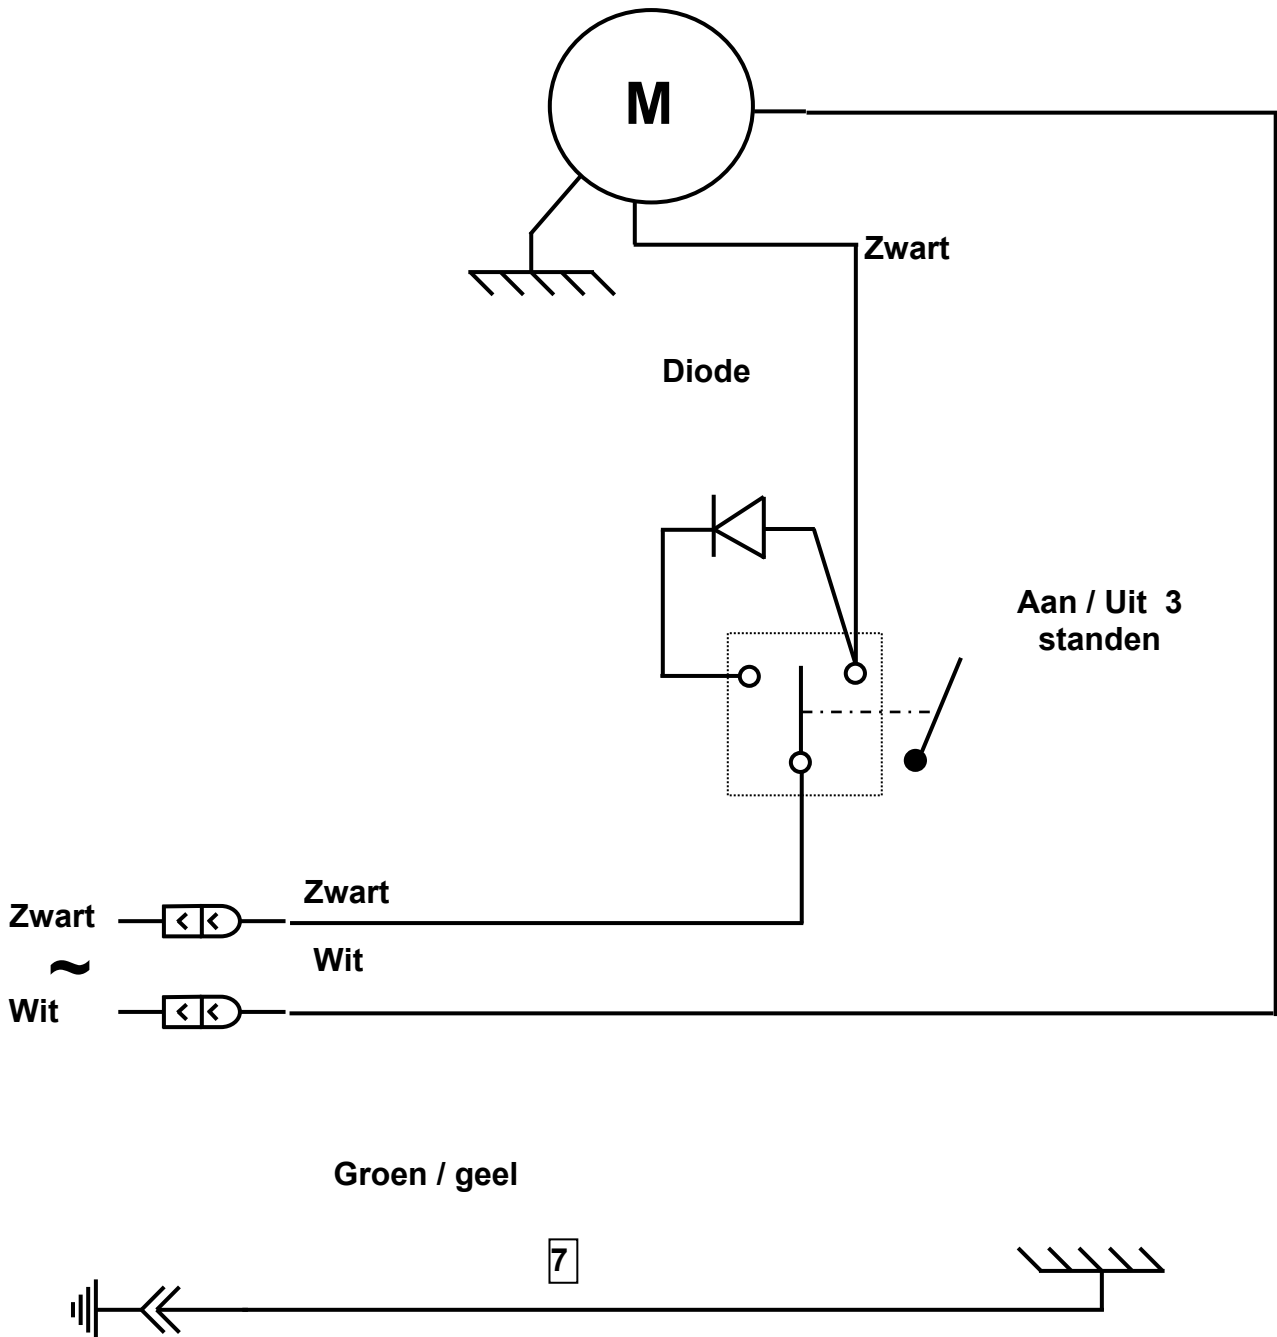 M
Zwart
Diode
Aan / Uit 3
standen
Zwart
Zwart
~
Wit
Wit
Groen / geel
7